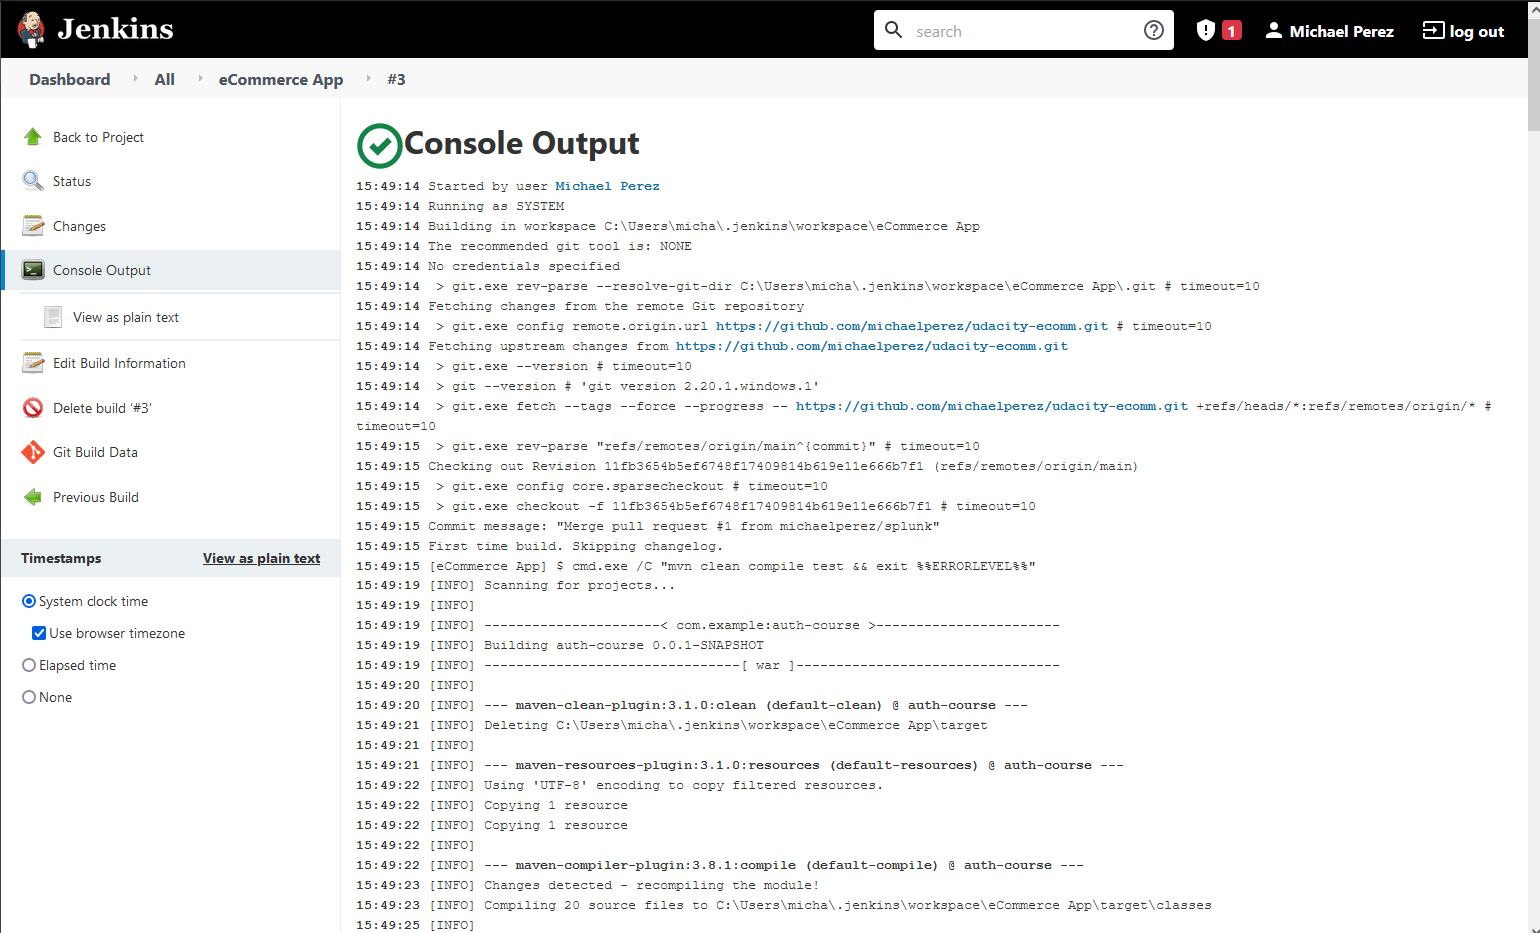 Jenkins
search
1
Michael Perez
log out
Dashboard All eCommerce App #3
Back to Project
Status
Changes
Console Output
View as plain text
Edit Build Information
Delete build ‘#3’
Git Build Data
Previous Build
Timestamps View as plain text
System clock time
Use browser timezone
Elapsed time
None
Console Output
15:49:14 Started by user Michael Perez
15:49:14 Running as SYSTEM
15:49:14 Building in workspace C:\Users\micha\.jenkins\workspace\eCommerce App
15:49:14 The recommended git tool is: NONE
15:49:14 No credentials specified
15:49:14  > git.exe rev-parse --resolve-git-dir C:\Users\micha\.jenkins\workspace\eCommerce App\.git # timeout=10
15:49:14 Fetching changes from the remote Git repository
15:49:14  > git.exe config remote.origin.url https://github.com/michaelperez/udacity-ecomm.git # timeout=10
15:49:14 Fetching upstream changes from https://github.com/michaelperez/udacity-ecomm.git
15:49:14  > git.exe --version # timeout=10
15:49:14  > git --version # 'git version 2.20.1.windows.1'
15:49:14  > git.exe fetch --tags --force --progress -- https://github.com/michaelperez/udacity-ecomm.git +refs/heads/*:refs/remotes/origin/* #
timeout=10
15:49:15  > git.exe rev-parse "refs/remotes/origin/main^{commit}" # timeout=10
15:49:15 Checking out Revision 11fb3654b5ef6748f17409814b619e11e666b7f1 (refs/remotes/origin/main)
15:49:15  > git.exe config core.sparsecheckout # timeout=10
15:49:15  > git.exe checkout -f 11fb3654b5ef6748f17409814b619e11e666b7f1 # timeout=10
15:49:15 Commit message: "Merge pull request #1 from michaelperez/splunk"
15:49:15 First time build. Skipping changelog.
15:49:15 [eCommerce App] $ cmd.exe /C "mvn clean compile test && exit %%ERRORLEVEL%%"
15:49:19 [INFO] Scanning for projects...
15:49:19 [INFO]
15:49:19 [INFO] ----------------------< com.example:auth-course >-----------------------
15:49:19 [INFO] Building auth-course 0.0.1-SNAPSHOT
15:49:19 [INFO] --------------------------------[ war ]---------------------------------
15:49:20 [INFO]
15:49:20 [INFO] --- maven-clean-plugin:3.1.0:clean (default-clean) @ auth-course ---
15:49:21 [INFO] Deleting C:\Users\micha\.jenkins\workspace\eCommerce App\target
15:49:21 [INFO]
15:49:21 [INFO] --- maven-resources-plugin:3.1.0:resources (default-resources) @ auth-course ---
15:49:22 [INFO] Using 'UTF-8' encoding to copy filtered resources.
15:49:22 [INFO] Copying 1 resource
15:49:22 [INFO] Copying 1 resource
15:49:22 [INFO]
15:49:22 [INFO] --- maven-compiler-plugin:3.8.1:compile (default-compile) @ auth-course ---
15:49:23 [INFO] Changes detected - recompiling the module!
15:49:23 [INFO] Compiling 20 source files to C:\Users\micha\.jenkins\workspace\eCommerce App\target\classes
15:49:25 [INFO]